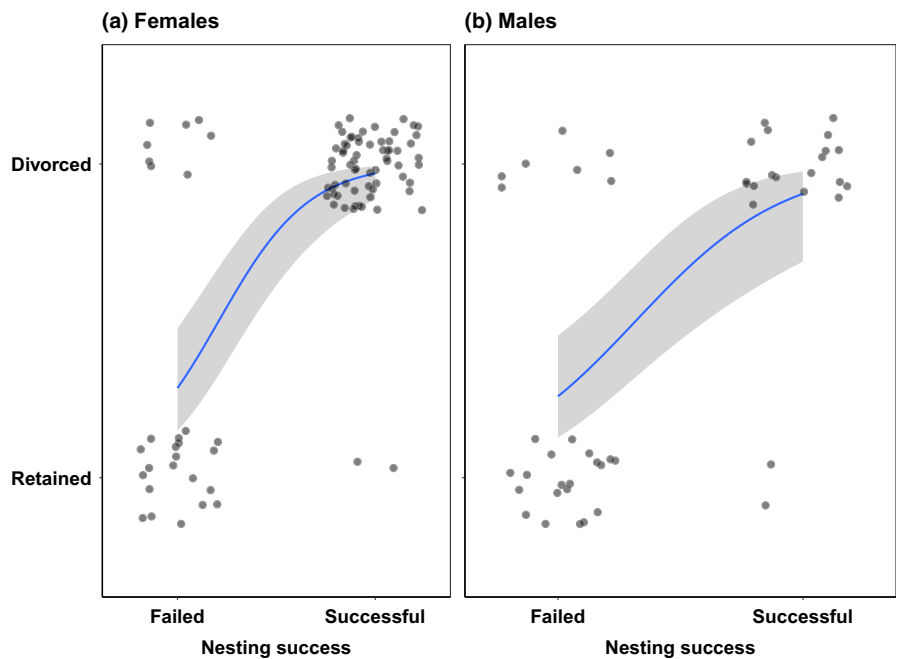 (a) Females
(b) Males
Divorced
Retained
Failed
Successful
Failed
Successful
Nesting success
Nesting success